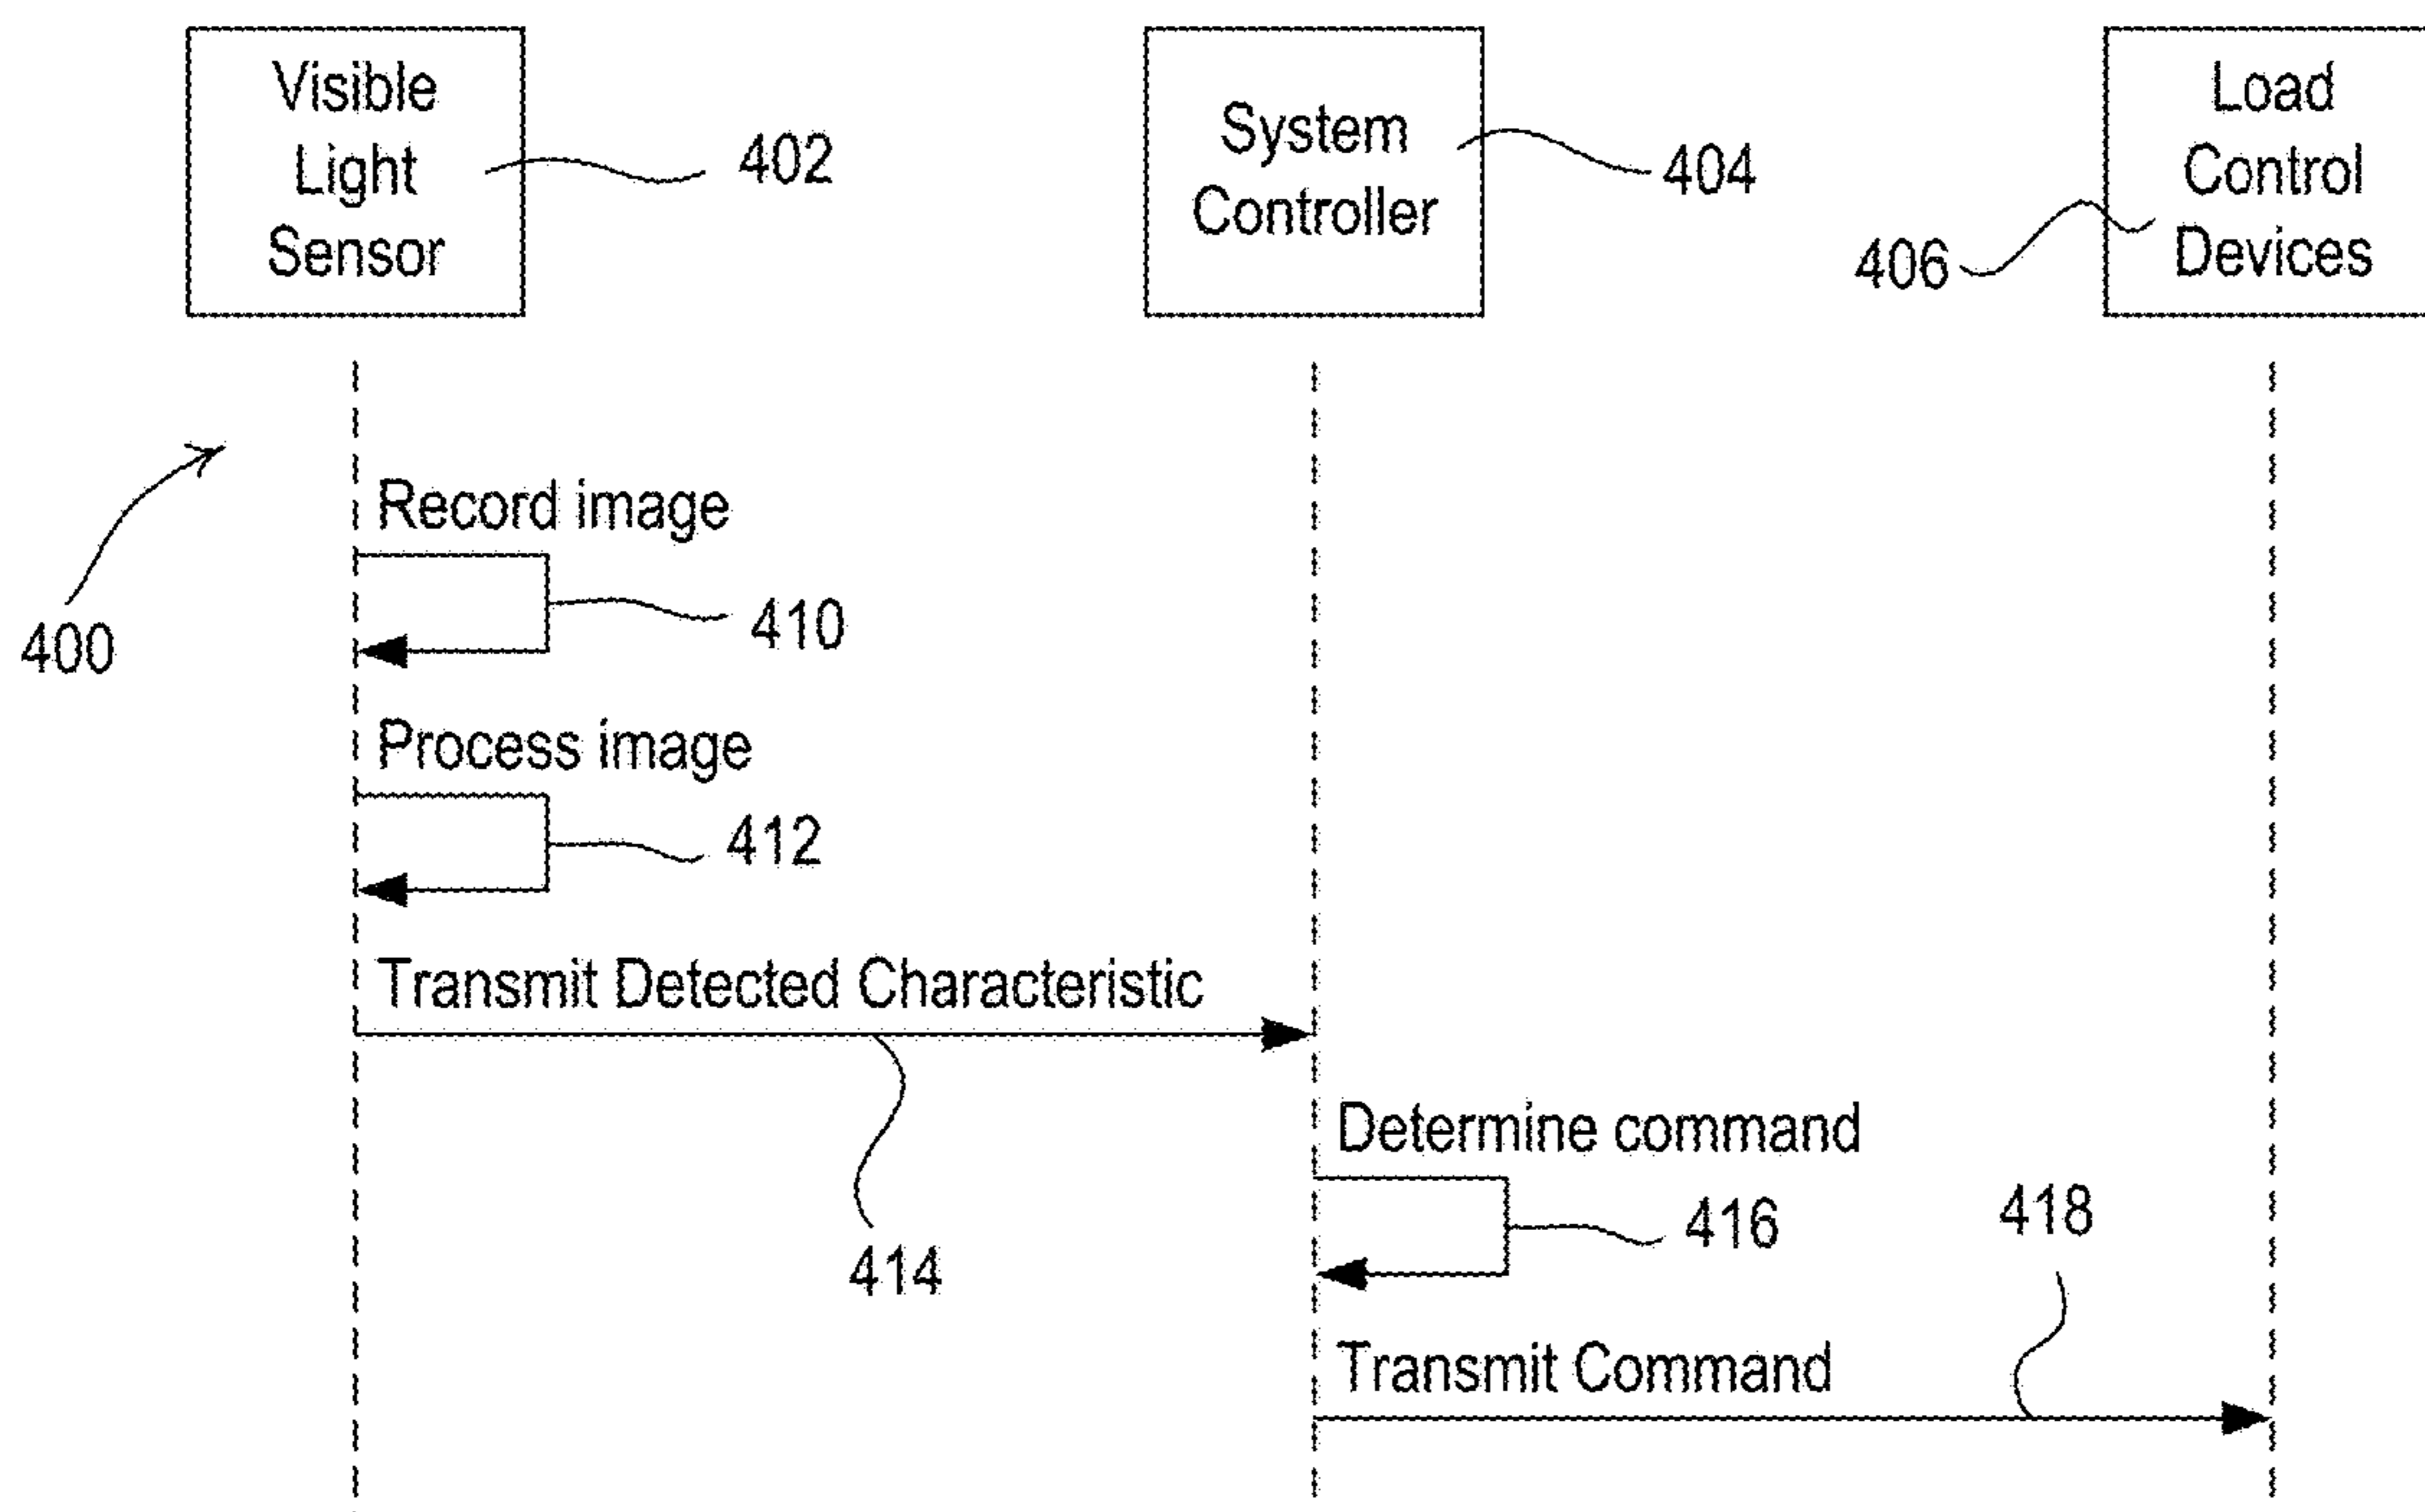 Visible
Light
Sensor
402
System
Controller
404
Load
Control
Devices
406
400
Record image
410
Process image
412
Transmit Detected Characteristic
414
Determine command
416
418
Transmit Command